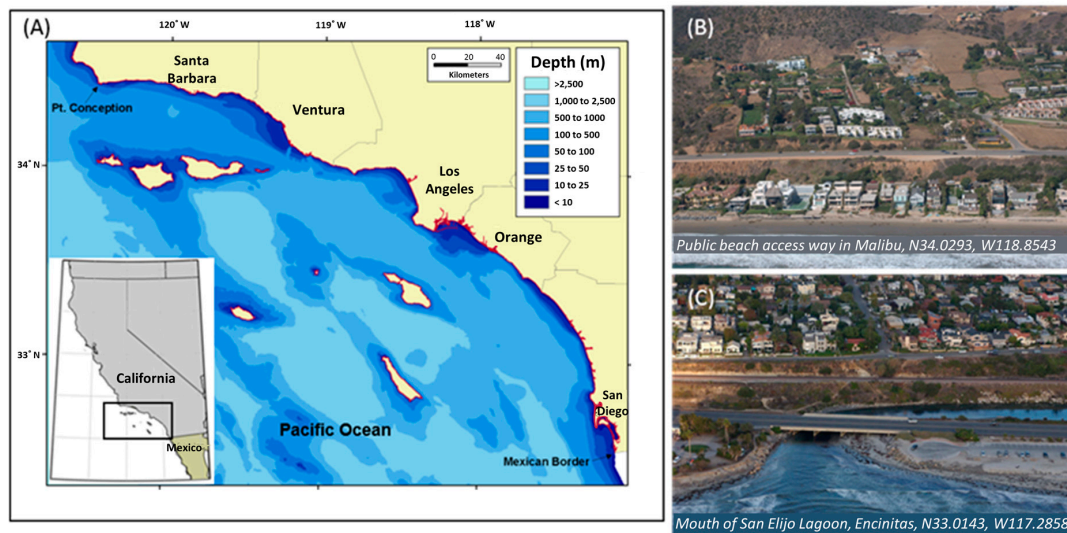 (A)
120° W
119° W
118° W
Santa
Barbara
Pt. Conception
Ventura
0 20 40
Kilometers
Depth (m)
>2,500
1,000 to 2,500
500 to 1000
100 to 500
50 to 100
25 to 50
10 to 25
< 10
34° N
Los
Angeles
Orange
33° N
California
Mexico
San
Diego
Pacific Ocean
Mexican Border
120° W
119° W
118° W
(B)
Public beach access way in Malibu, N34.0293, W118.8543
(C)
Mouth of San Elijo Lagoon, Encinitas, N33.0143, W117.2858